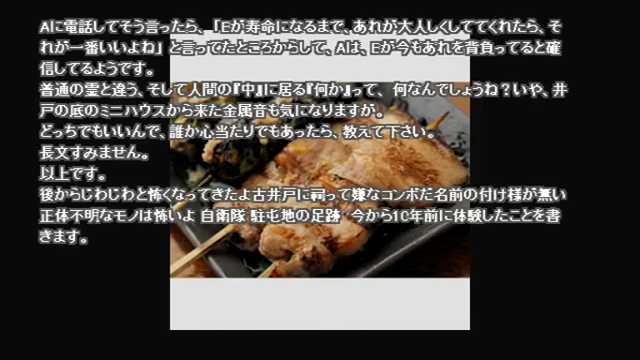 Aに電話してそう言ったら、「Eが寿命になるまで、あれが大人しくしててくれたら、そ
れが一番いいよね」と言ってたところからして、Aは、Eが今もあれを背負ってると確
信してるようです。
普通の霊と違う、そして人間の『中』に居る『何か』って、 何なんでしょうね？いや、井
戸の底のミニハウスから来た金属音も気になりますが。
どっちでもいいんで、誰か心当たりでもあったら、教えて下さい。
長文すみません。
以上です。
後からじわじわと怖くなってきたよ古井戸に祠って嫌なコンボだ名前の付け様が無い
正体不明なモノは怖いよ 自衛隊 駐屯地の足跡 今から10年前に体験したことを書
きます。